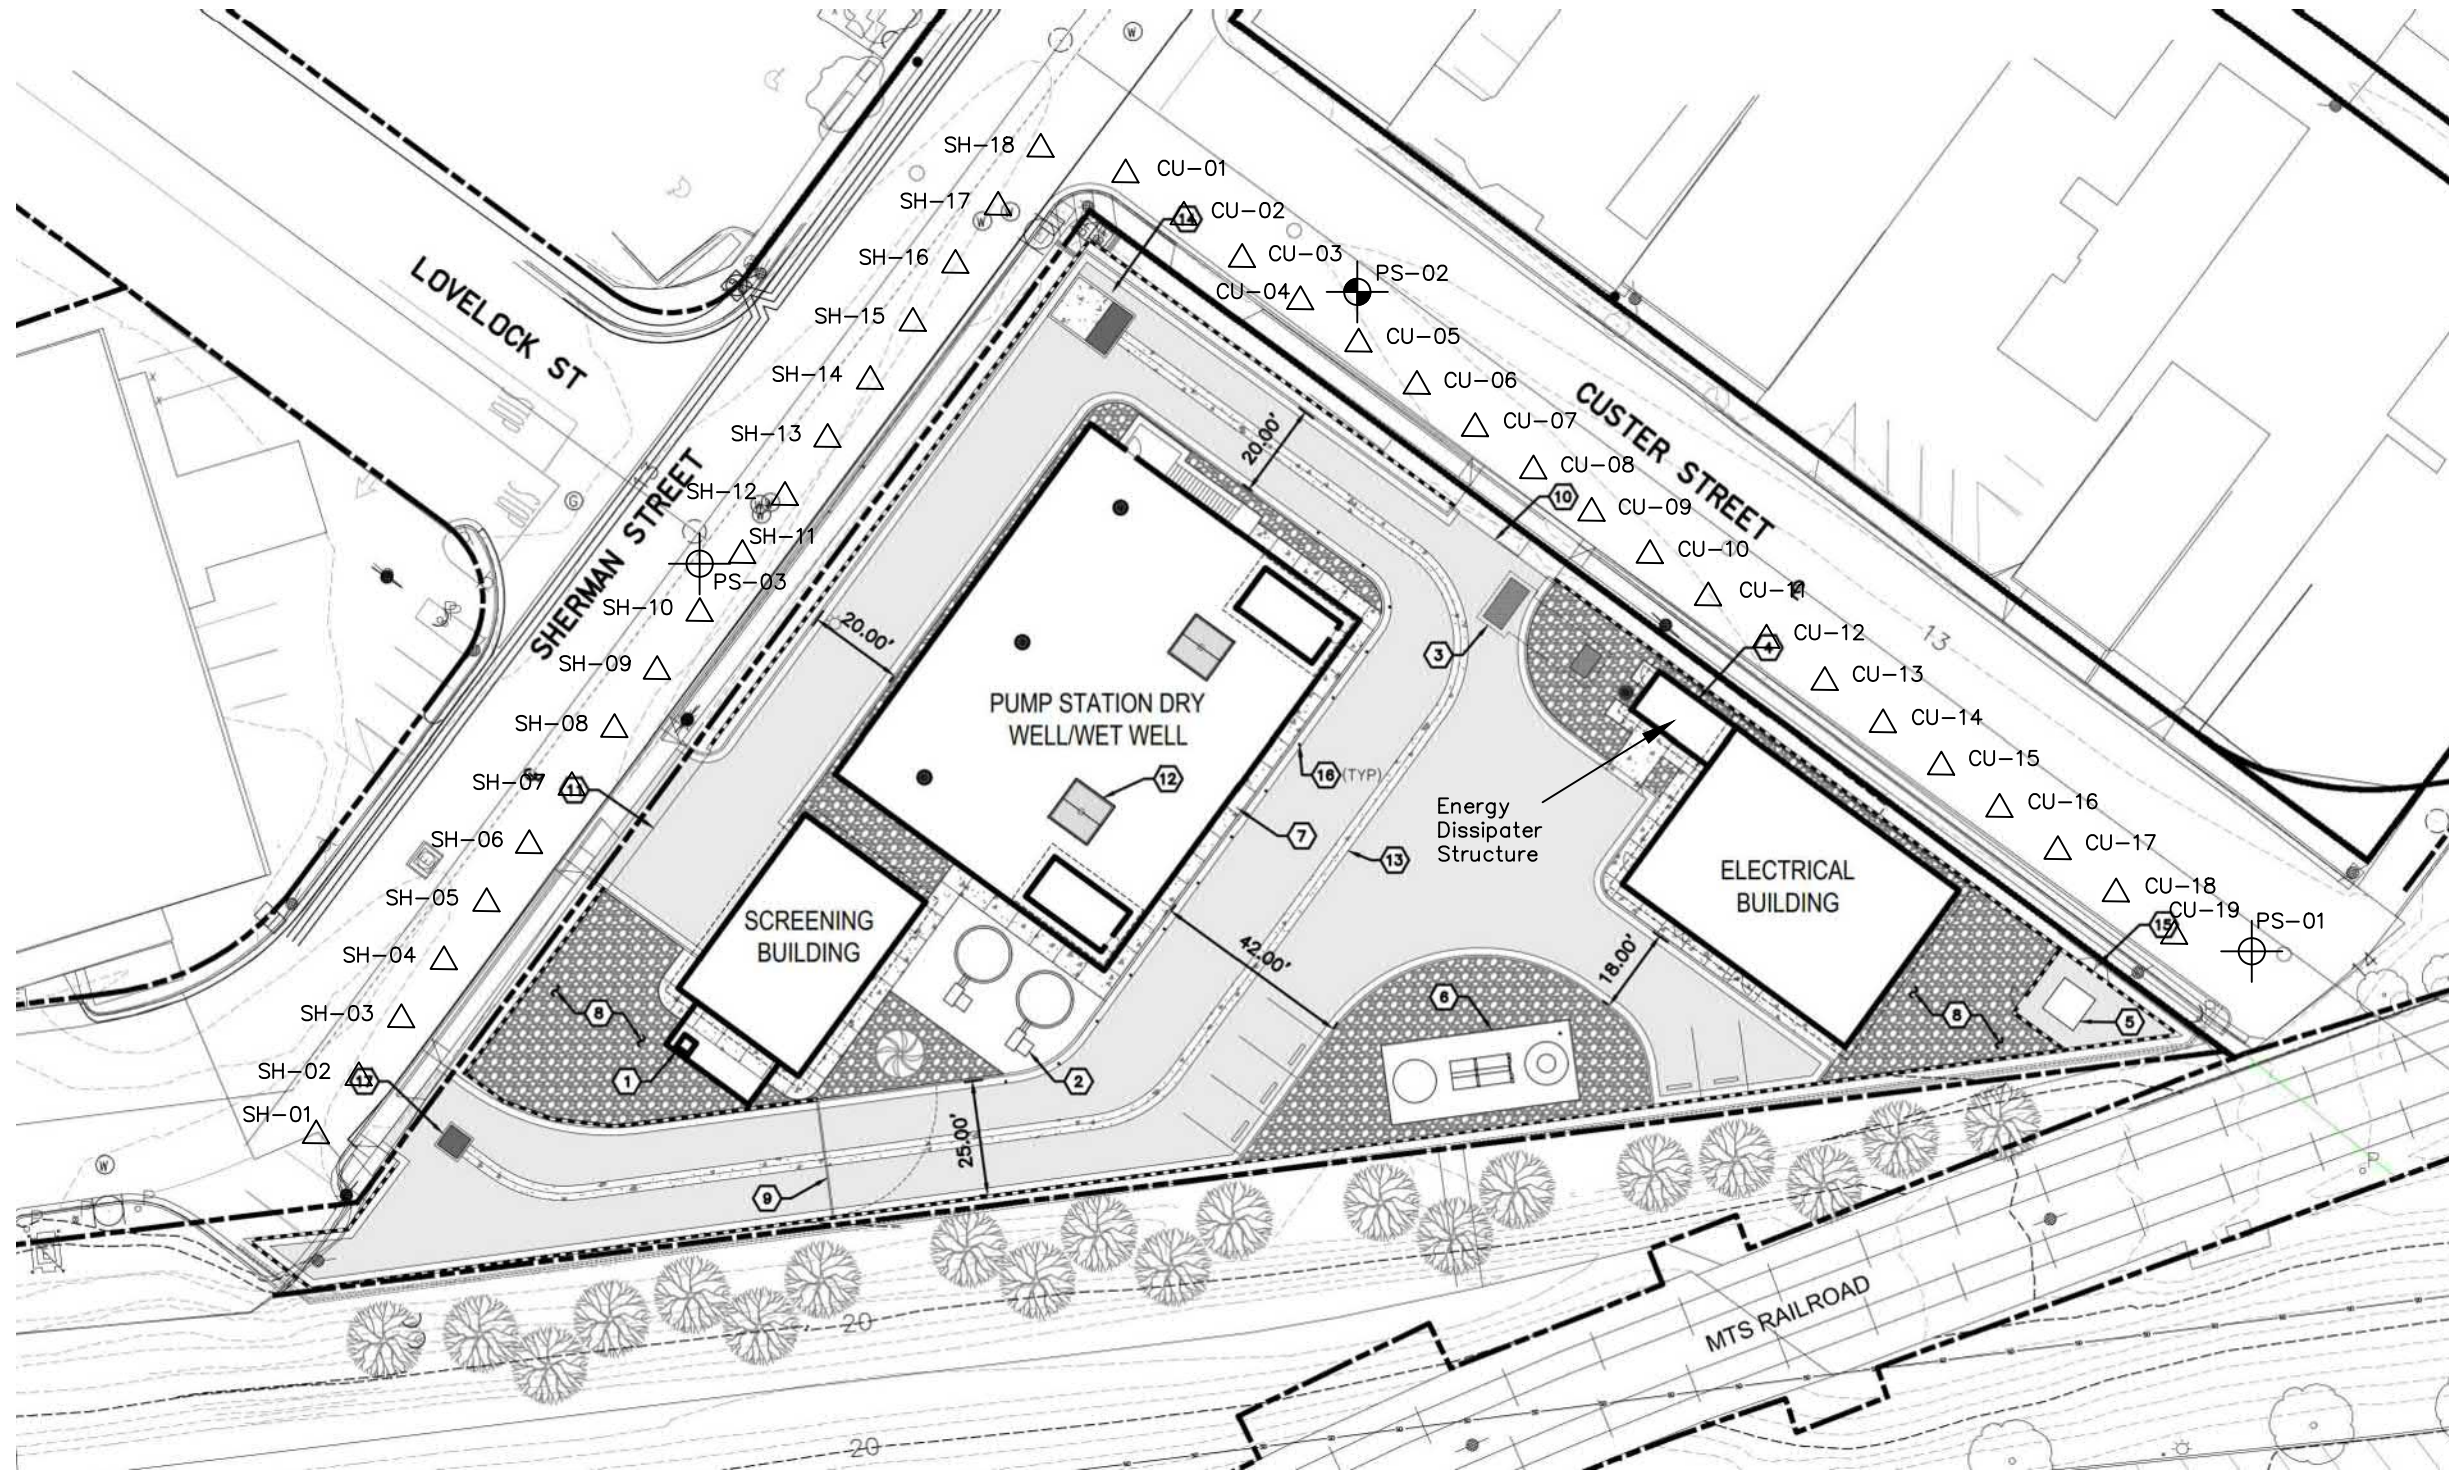 SH-18
CU-01
SH-17
W
W
W
14
CU-02
CU-03
SH-16
CU-04
PS-02
LOVELOCK ST
SH-15
CU-05
SH-14
CU-06
CUSTER STREET
CU-07
SH-13
20.00'
CU-08
SH-12
10
G
CU-09
SHERMAN STREET
SH-11
CU-10
PS-03
CU-11
SH-10
20.00'
CU-12
13
3
4
SH-09
CU-13
PUMP STATION DRY
WELL/WET WELL
SH-08
CU-14
CU-15
SH-07
11
12
16 (TYP)
Energy
Dissipater
Structure
CU-16
SH-06
7
13
CU-17
ELECTRICAL
BUILDING
CU-18
SH-05
CU-19
15
PS-01
SCREENING
BUILDING
SH-04
42.00'
18.00'
14
SH-03
8
6
8
5
SH-02
17
1
2
SH-01
25.00'
W
9
P
MTS RAILROAD
20
20